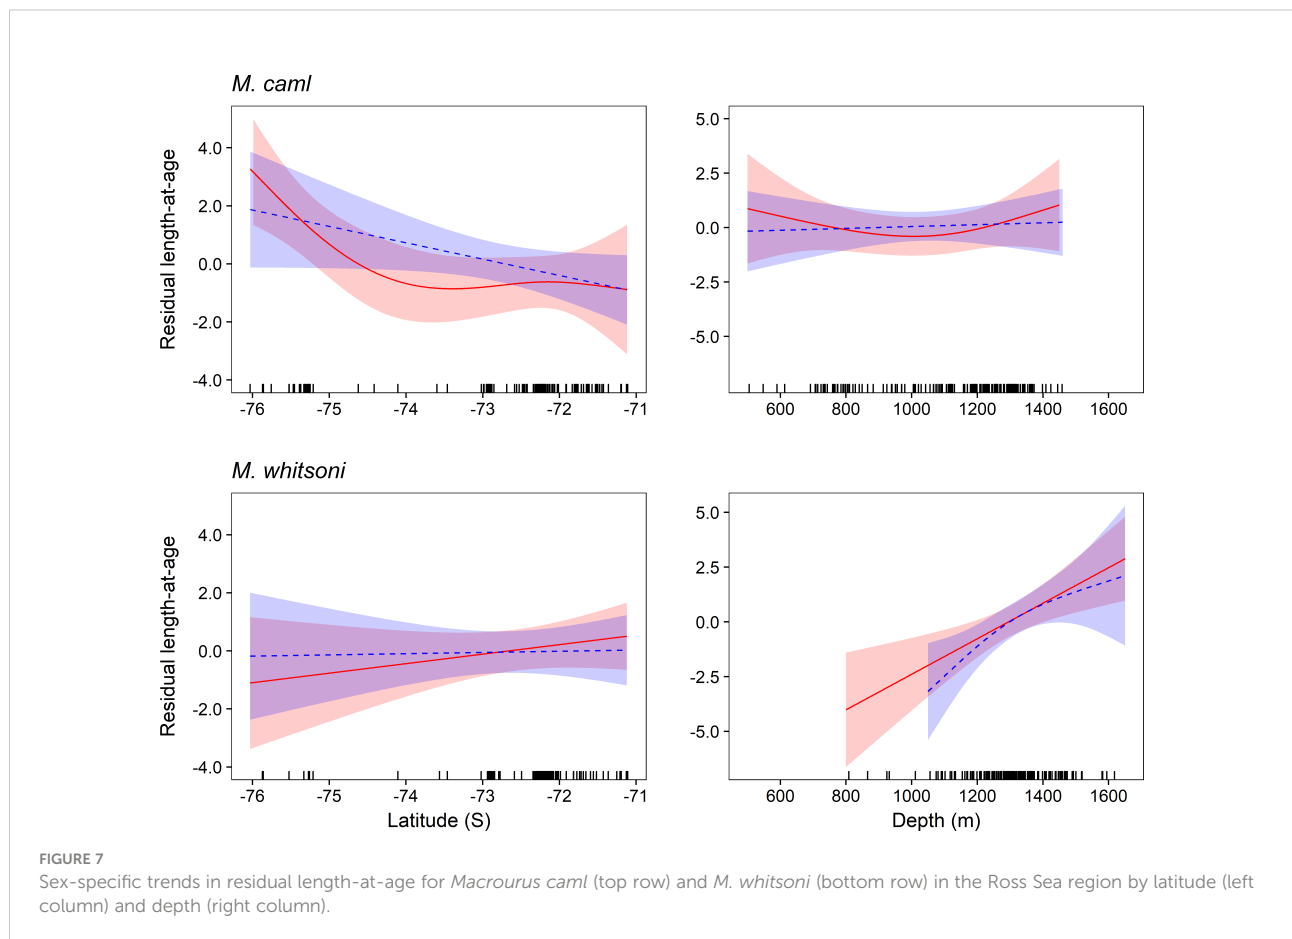 M. caml
Residual length-at-age
4.0
2.0
0.0
-2.0
-4.0
-76 -75 -74 -73 -72 -71
5.0
2.5
0.0
-2.5
-5.0
600 800 1000 1200 1400 1600
M. whitsoni
Residual length-at-age
4.0
2.0
0.0
-2.0
-4.0
-76 -75 -74 -73 -72 -71
Latitude (S)
5.0
2.5
0.0
-2.5
-5.0
600 800 1000 1200 1400 1600
Depth (m)
FIGURE 7
Sex-specific trends in residual length-at-age for Macrourus caml (top row) and M. whitsoni (bottom row) in the Ross Sea region by latitude (left
column) and depth (right column).